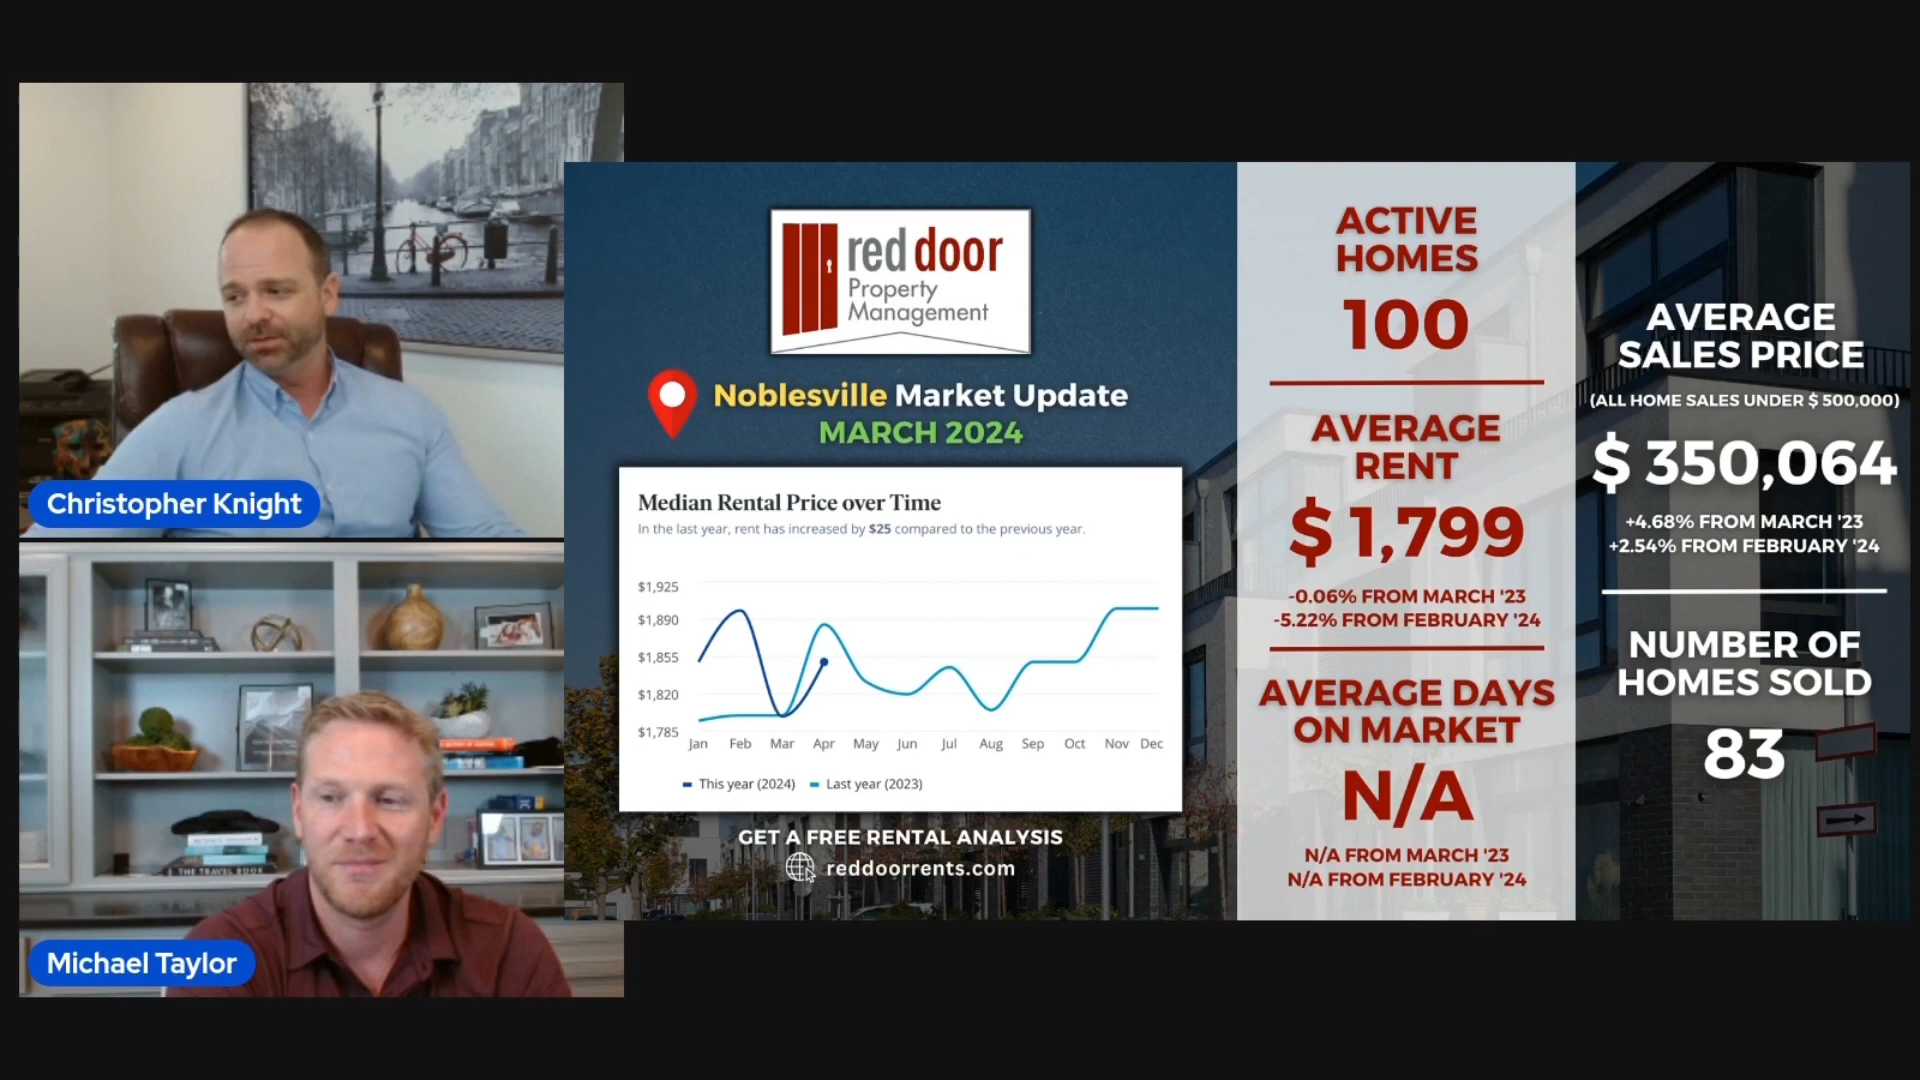 Christopher Knight
THE TRAVEL BOOK
Michael Taylor
red door
Property
Management
Noblesville Market Update
MARCH 2024
Median Rental Price over Time
In the last year, rent has increased by $25 compared to the previous year.
$1,925
$1,890
$1,855
$1,820
$1,785
Jan Feb Mar Apr May Jun Jul Aug Sep Oct Nov Dec
This year (2024) Last year (2023)
GET A FREE RENTAL ANALYSIS
reddoorrents.com
ACTIVE
HOMES
100
AVERAGE
RENT
$ 1,799
-0.06% FROM MARCH '23
-5.22% FROM FEBRUARY '24
AVERAGE DAYS
ON MARKET
N/A
N/A FROM MARCH '23
N/A FROM FEBRUARY '24
AVERAGE
SALES PRICE
(ALL HOME SALES UNDER $ 500,000)
$ 350,064
+4.68% FROM MARCH '23
+2.54% FROM FEBRUARY '24
NUMBER OF
HOMES SOLD
83